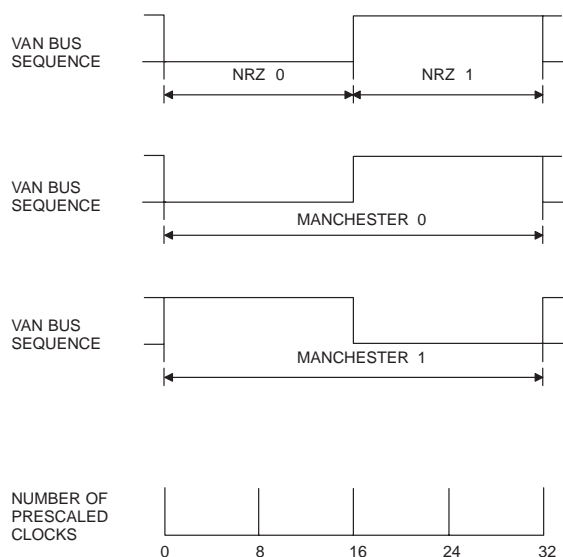 VAN BUS
SEQUENCE
NRZ 0
NRZ 1
VAN BUS
SEQUENCE
MANCHESTER 0
VAN BUS
SEQUENCE
MANCHESTER 1
NUMBER OF
PRESCALED
CLOCKS
0 8 16 24 32